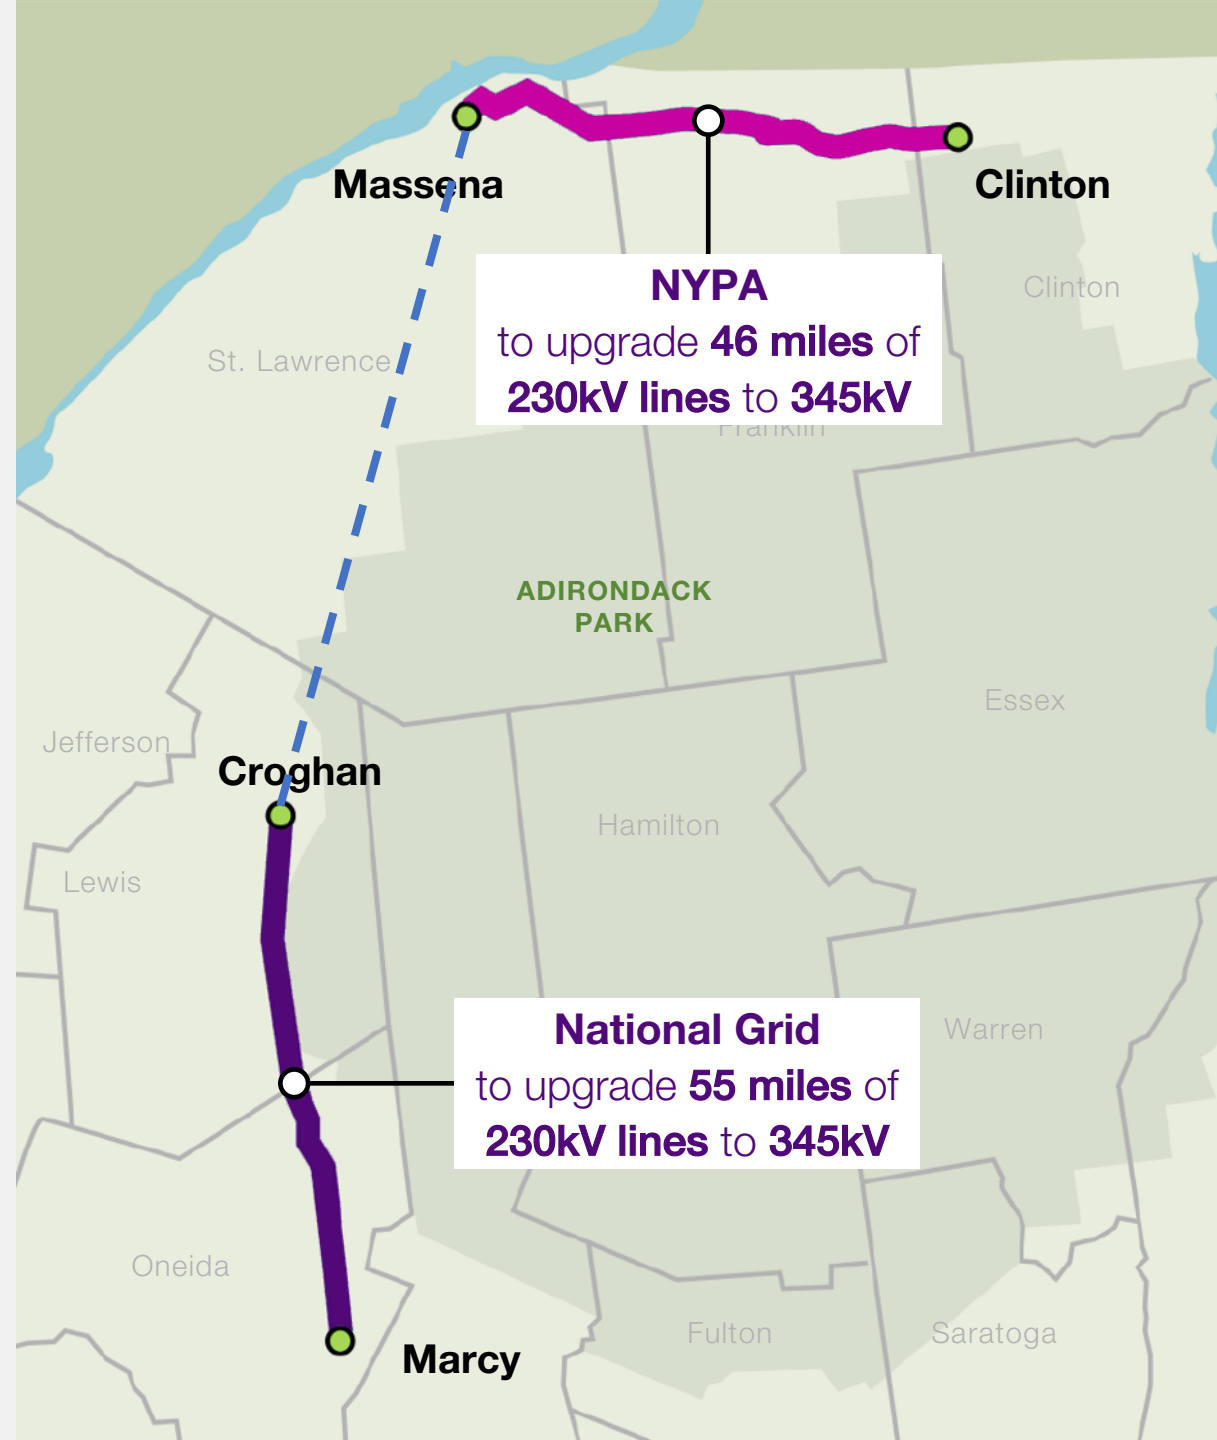 Massena
Clinton
NYPA
to upgrade 46 miles of
230kV lines to 345kV
Clinton
St. Lawrence
Franklin
ADIRONDACK
PARK
Essex
Jefferson
Croghan
Hamilton
Lewis
National Grid
to upgrade 55 miles of
230kV lines to 345kV
Warren
Oneida
Fulton
Saratoga
Marcy